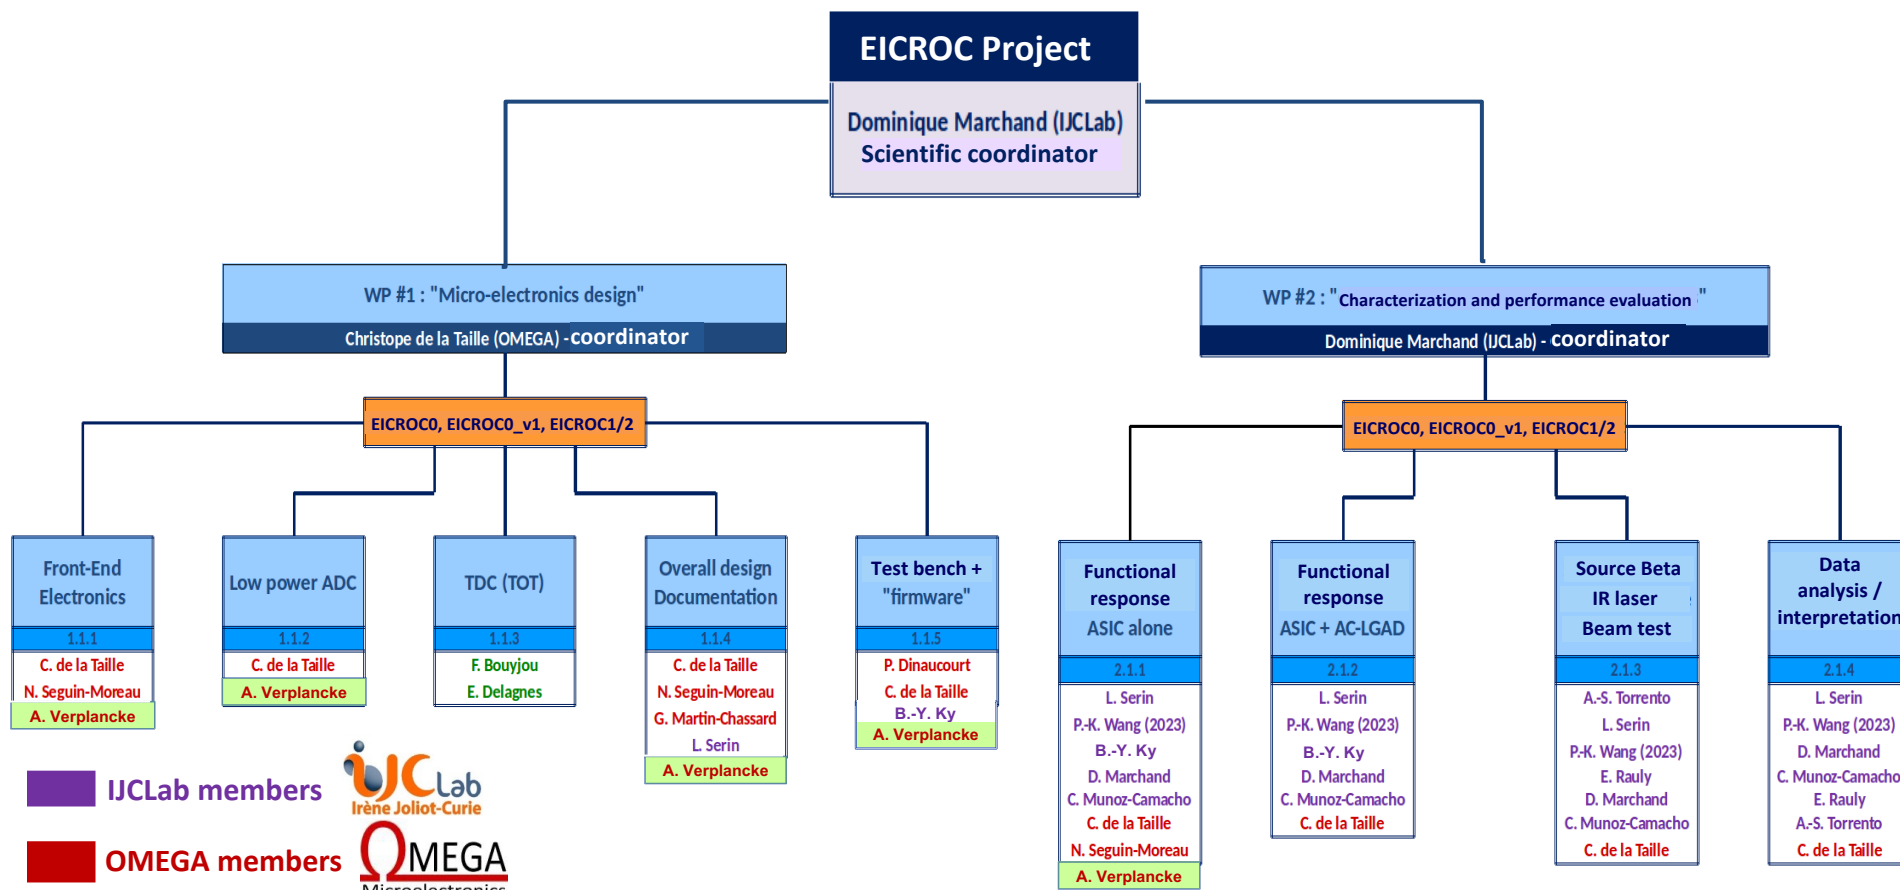 EICROC Project
Dominique Marchand (IJCLab)
Scientific coordinator
WP #1 : "Micro-electronics design"
Christope de la Taille (OMEGA) - coordinator
EICROC0, EICROC0_v1, EICROC1/2
Front-End
Electronics
1.1.1
C. de la Taille
N. Seguin-Moreau
A. Verplancke
Low power ADC
1.1.2
C. de la Taille
A. Verplancke
TDC (TOT)
1.1.3
F. Bouyjou
E. Delagnes
Overall design
Documentation
1.1.4
C. de la Taille
N. Seguin-Moreau
G. Martin-Chassard
L. Serin
A. Verplancke
Test bench +
"firmware"
1.1.5
P. Dinaucourt
C. de la Taille
B.-Y. Ky
A. Verplancke
WP #2 : "Characterization and performance evaluation "
Dominique Marchand (IJCLab) - coordinator
EICROC0, EICROC0_v1, EICROC1/2
Functional
response
ASIC alone
2.1.1
L. Serin
P.-K. Wang (2023)
B.-Y. Ky
D. Marchand
C. Munoz-Camacho
C. de la Taille
N. Seguin-Moreau
A. Verplancke
Functional
response
ASIC + AC-LGAD
2.1.2
L. Serin
P.-K. Wang (2023)
B.-Y. Ky
D. Marchand
C. Munoz-Camacho
C. de la Taille
Source Beta
IR laser
Beam test
2.1.3
A.-S. Torrento
L. Serin
P.-K. Wang (2023)
E. Rauly
D. Marchand
C. Munoz-Camacho
C. de la Taille
Data
analysis /
interpretation
2.1.4
L. Serin
P.-K. Wang (2023)
D. Marchand
C. Munoz-Camacho
E. Rauly
A.-S. Torrento
C. de la Taille
IJCLab members
iJCLab
Irène Joliot-Curie
OMEGA members
ΩMEGA
Microelectronics